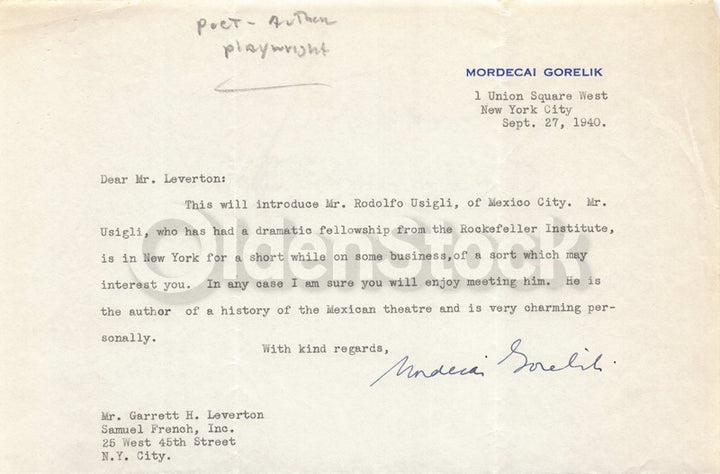 Poet - Author
playwright
MORDECAI GORELIK
1 Union Square West
New York City
Sept. 27, 1940.
Dear Mr. Leverton:
This will introduce Mr. Rodolfo Usigli, of Mexico City. Mr.
Usigli, who has had a dramatic fellowship from the Rockefeller Institute,
is in New York for a short while on some business,of a sort which may
interest you. In any case I am sure you will enjoy meeting him. He is
the author of a history of the Mexican theatre and is very charming per-
sonally.
With kind regards,
Mordecai Gorelik.
Mr. Garrett H. Leverton
Samuel French, Inc.
25 West 45th Street
N.Y. City.
OldenStock